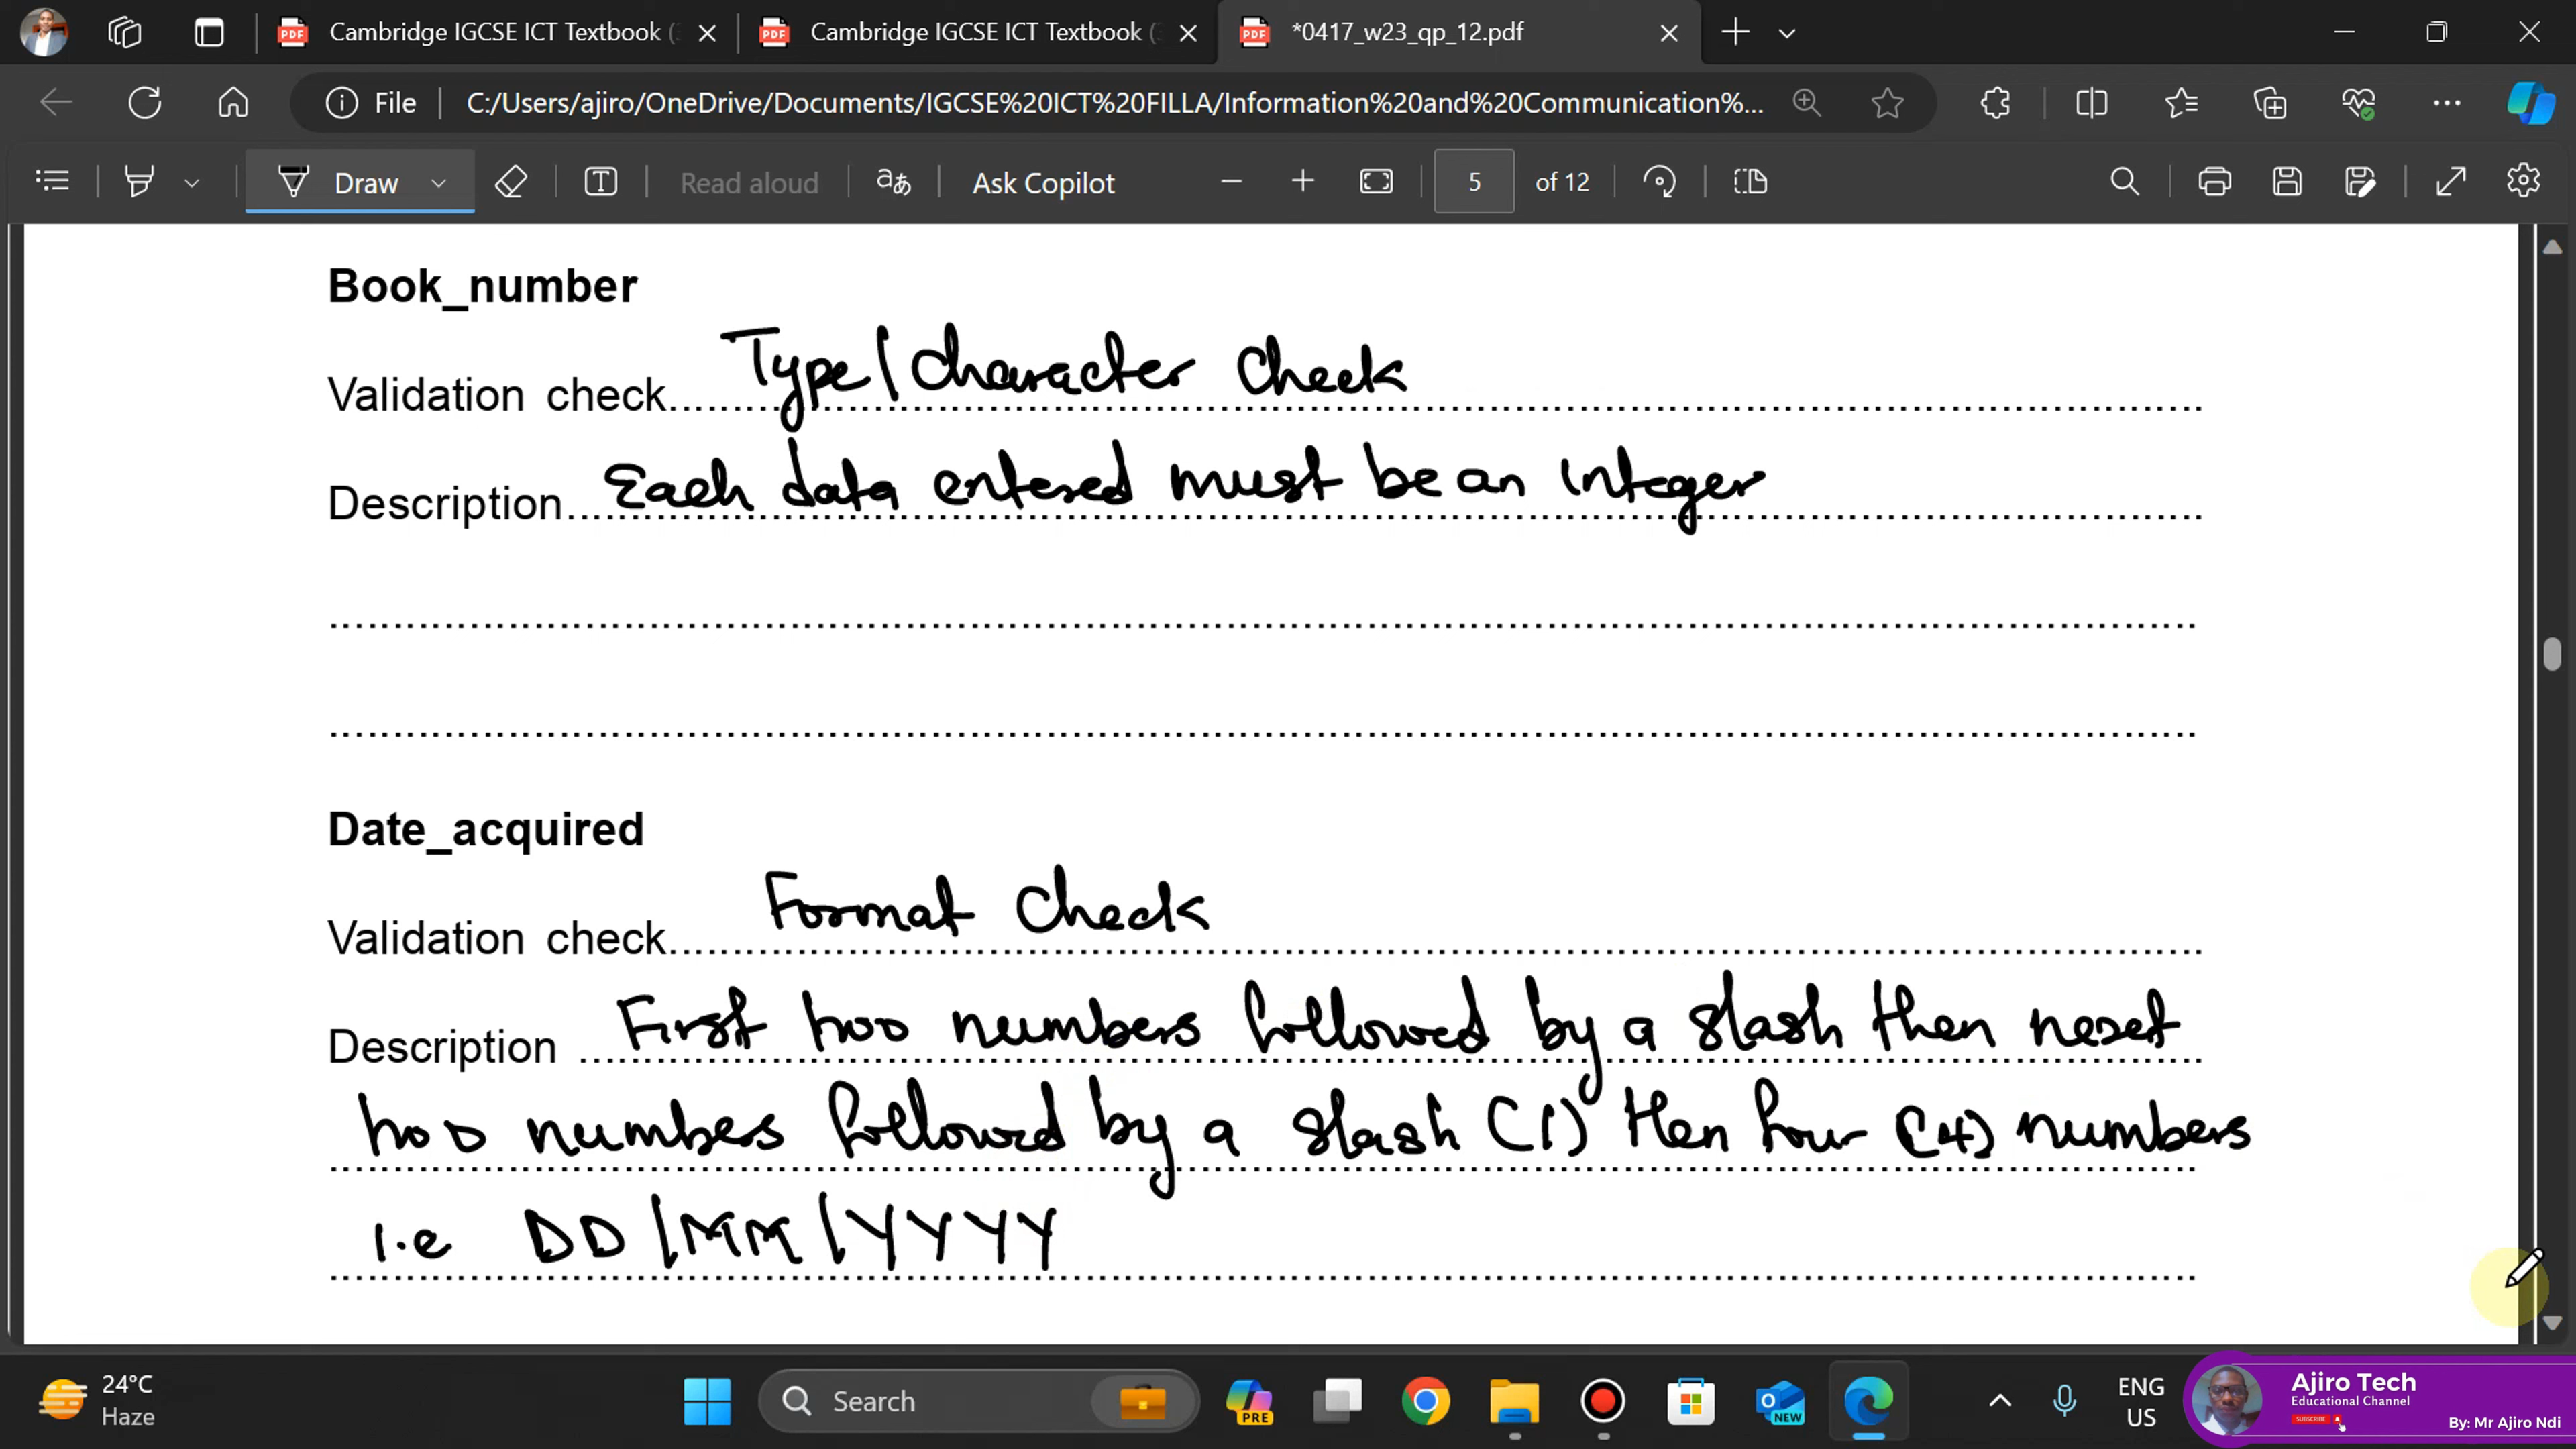 Cambridge IGCSE ICT Textbook (
Cambridge IGCSE ICT Textbook (
*0417_w23_qp_12.pdf
File
C:/Users/ajiro/OneDrive/Documents/IGCSE%20ICT%20FILLA/Information%20and%20Communication%...
Draw
Read aloud
Ask Copilot
5
of 12
Book_number
Validation check Type/Character Check
Description Each data entered must be an integer
Date_acquired
Validation check Format Check
Description First two numbers followed by a slash then next
two numbers followed by a slash (/) then four (4) numbers
i.e DD/MM/YYYY
24°C
Haze
Search
PRE
NEW
ENG
US
Ajiro Tech
Educational Channel
SUBSCRIBE
By: Mr Ajiro Ndi